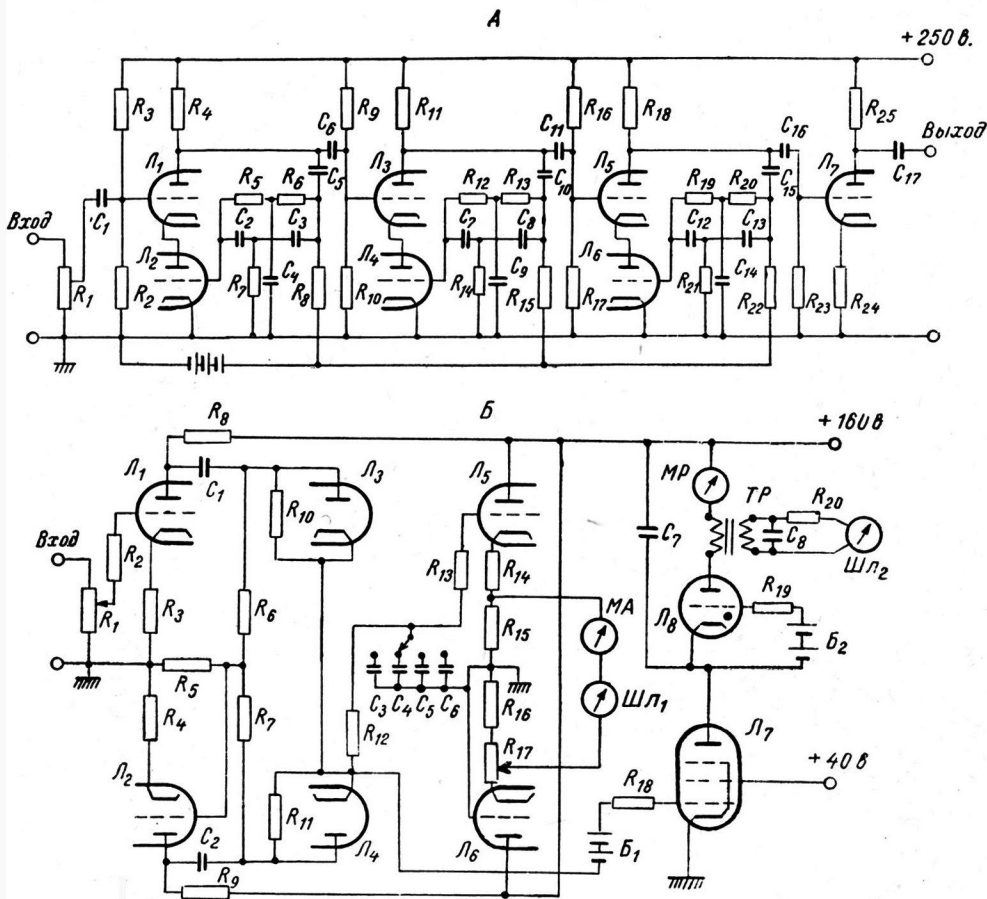 А
+ 250 в.
R3 R4 R9 R11 R16 R18 R25
C6 C11 C16 Выход
Л1 R5 R6 C5 Л3 R12 R13 C10 Л5 R19 R20 C15 Л7 C17
Вход C1 C2 C3 C7 C8 C12 C13
Л2 C4 Л4 C9 Л6 C14
R1 R2 R7 R8 R10 R14 R15 R17 R21 R22 R23 R24
Б
R8 + 160 в
Л1 C1 Л3 Л5 МР ТР R20
R10 C7 C8
Вход R2 R13 R14 Шл2
R1 R3 R6 МА R19
R15 Л8 Б2
R5 C3 C4 C5 C6 R16 ШЛ1
R4 R7 R12 R17 Л7
Л2 R18 + 40 в
C2 R11 Л4 Л6 Б1
R9